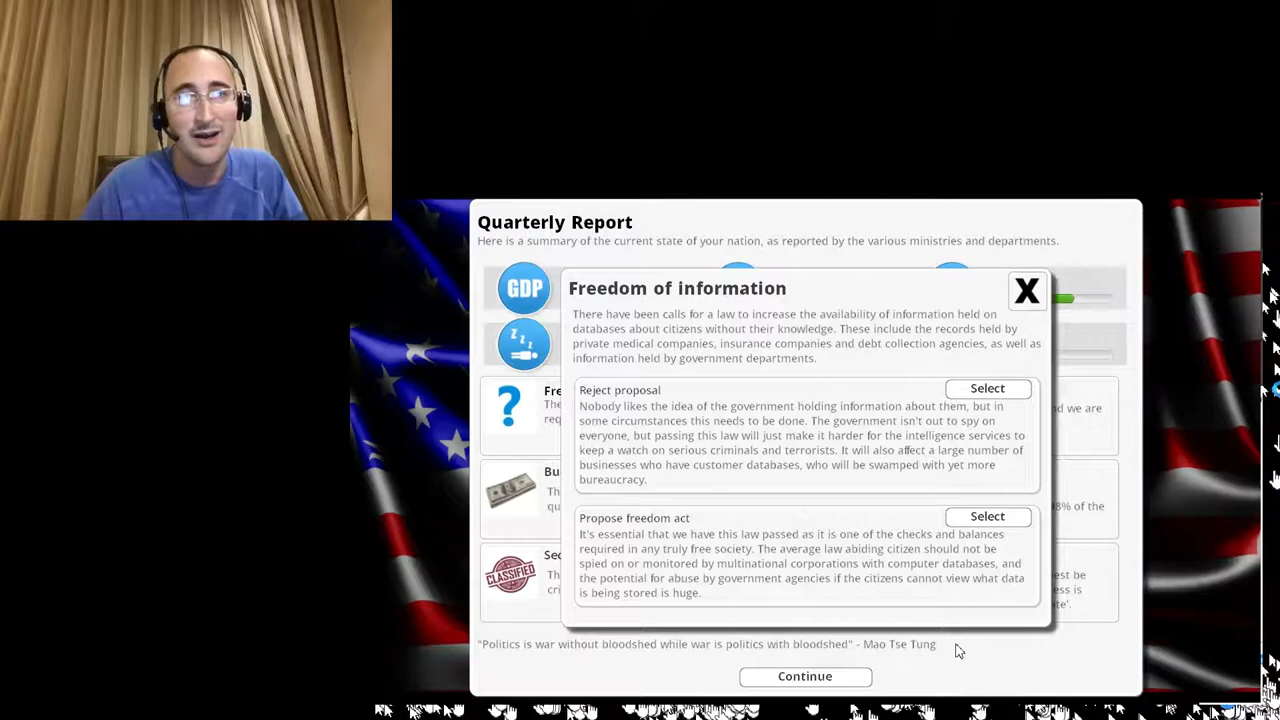 Quarterly Report
Here is a summary of the current state of your nation, as reported by the various ministries and departments.
GDP
Freedom of information
X
There have been calls for a law to increase the availability of information held on
databases about citizens without their knowledge. These include the records held by
private medical companies, insurance companies and debt collection agencies, as well as
information held by government departments.
Reject proposal
Select
Nobody likes the idea of the government holding information about them, but in
some circumstances this needs to be done. The government isn't out to spy on
everyone, but passing this law will just make it harder for the intelligence services to
keep a watch on serious criminals and terrorists. It will also affect a large number of
businesses who have customer databases, who will be swamped with yet more
bureaucracy.
Propose freedom act
Select
It's essential that we have this law passed as it is one of the checks and balances
required in any truly free society. The average law abiding citizen should not be
spied on or monitored by multinational corporations with computer databases, and
the potential for abuse by government agencies if the citizens cannot view what data
is being stored is huge.
CLASSIFIED
"Politics is war without bloodshed while war is politics with bloodshed" - Mao Tse Tung
Continue